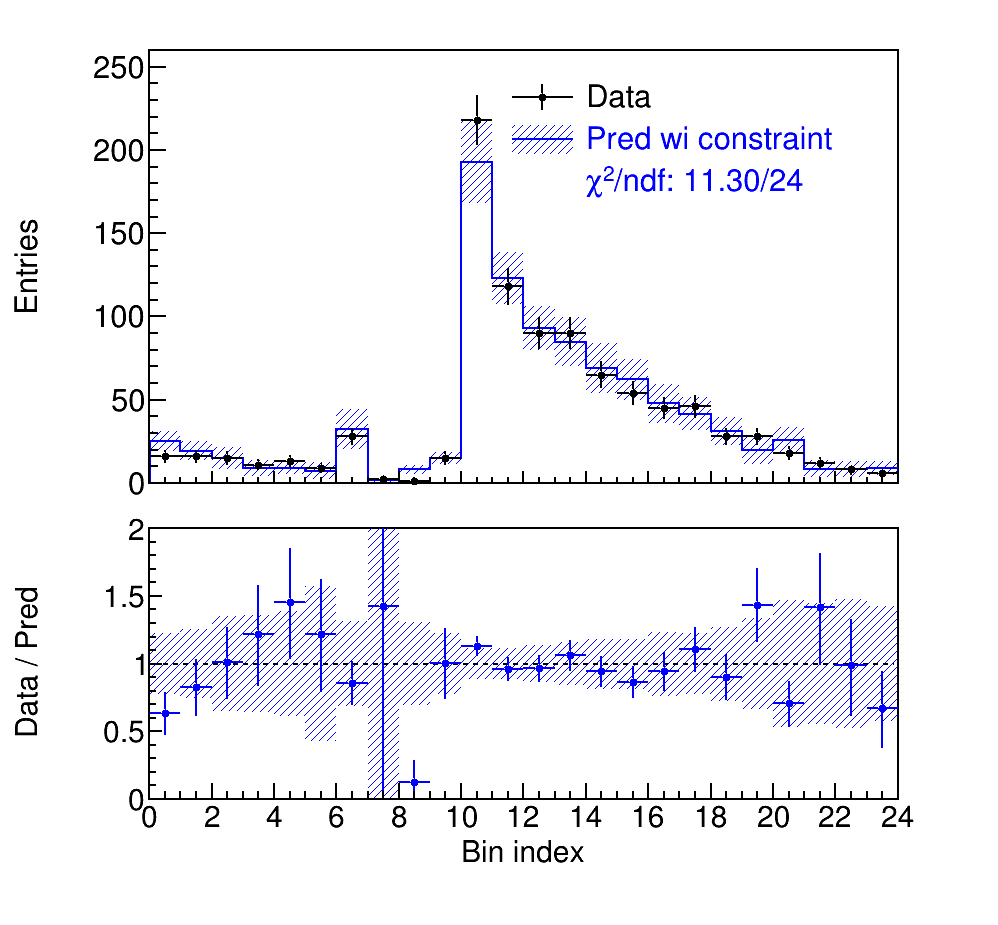 250
200
150
100
50
0
Entries
Data
Pred wi constraint
χ²/ndf: 11.30/24
2
1.5
1
0.5
0
Data / Pred
0 2 4 6 8 10 12 14 16 18 20 22 24
Bin index